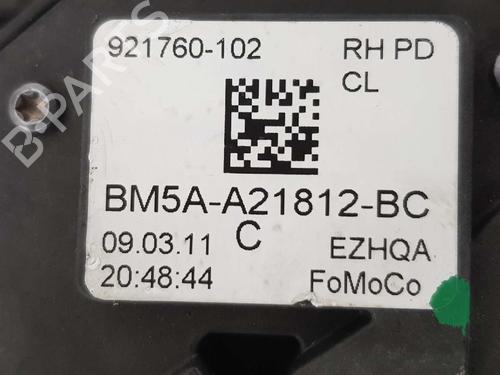 921760-102 RH PD
CL
BM5A-A21812-BC
09.03.11 C EZHQA
20:48:44 FoMoCo
B-PARTS